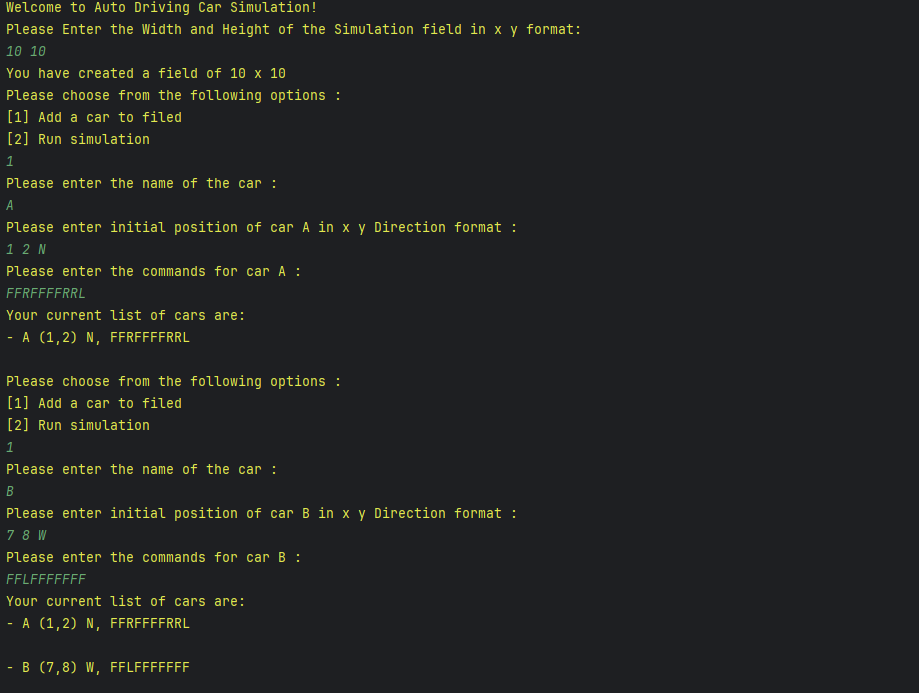 Welcome to Auto Driving Car Simulation!
Please Enter the Width and Height of the Simulation field in x y format:
10 10
You have created a field of 10 x 10
Please choose from the following options :
[1] Add a car to filed
[2] Run simulation
1
Please enter the name of the car :
A
Please enter initial position of car A in x y Direction format :
1 2 N
Please enter the commands for car A :
FFRFFFFRRL
Your current list of cars are:
- A (1,2) N, FFRFFFFRRL
Please choose from the following options :
[1] Add a car to filed
[2] Run simulation
1
Please enter the name of the car :
B
Please enter initial position of car B in x y Direction format :
7 8 W
Please enter the commands for car B :
FFLFFFFFFF
Your current list of cars are:
- A (1,2) N, FFRFFFFRRL
- B (7,8) W, FFLFFFFFFF